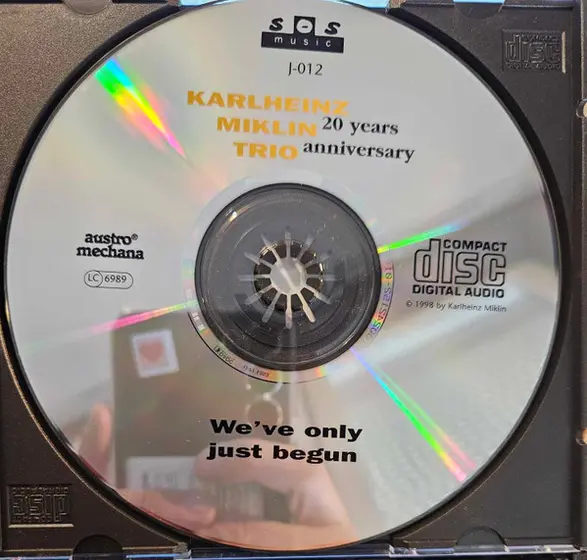 SOS
music
J-012
KARLHEINZ
MIKLIN 20 years
TRIO anniversary
austro®
mechana
LC 6989
COMPACT
disc
DIGITAL AUDIO
© 1998 by Karlheinz Miklin
We've only
just begun